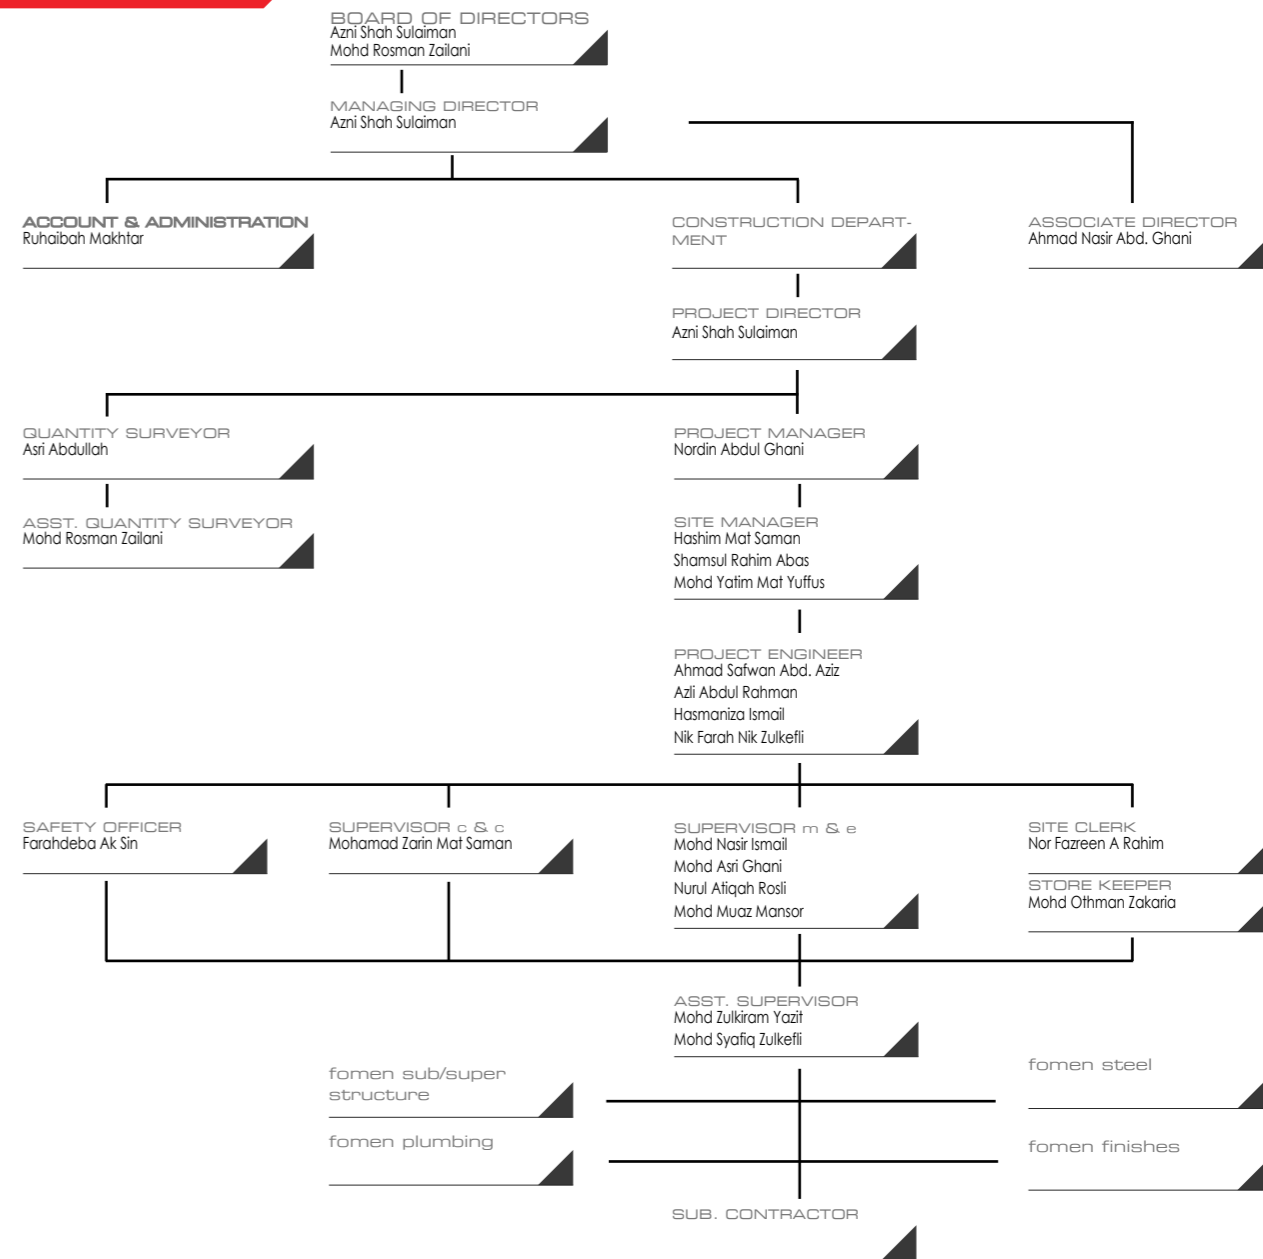 BOARD OF DIRECTORS
Azni Shah Sulaiman
Mohd Rosman Zailani
MANAGING DIRECTOR
Azni Shah Sulaiman
ACCOUNT & ADMINISTRATION
Ruhaibah Makhtar
CONSTRUCTION DEPART-
MENT
ASSOCIATE DIRECTOR
Ahmad Nasir Abd. Ghani
PROJECT DIRECTOR
Azni Shah Sulaiman
QUANTITY SURVEYOR
Asri Abdullah
PROJECT MANAGER
Nordin Abdul Ghani
ASST. QUANTITY SURVEYOR
Mohd Rosman Zailani
SITE MANAGER
Hashim Mat Saman
Shamsul Rahim Abas
Mohd Yatim Mat Yuffus
PROJECT ENGINEER
Ahmad Safwan Abd. Aziz
Azli Abdul Rahman
Hasmaniza Ismail
Nik Farah Nik Zulkefli
SAFETY OFFICER
Farahdeba Ak Sin
SUPERVISOR c & c
Mohamad Zarin Mat Saman
SUPERVISOR m & e
Mohd Nasir Ismail
Mohd Asri Ghani
Nurul Atiqah Rosli
Mohd Muaz Mansor
SITE CLERK
Nor Fazreen A Rahim
STORE KEEPER
Mohd Othman Zakaria
ASST. SUPERVISOR
Mohd Zulkiram Yazit
Mohd Syafiq Zulkefli
fomen sub/super
structure
fomen steel
fomen plumbing
fomen finishes
SUB. CONTRACTOR